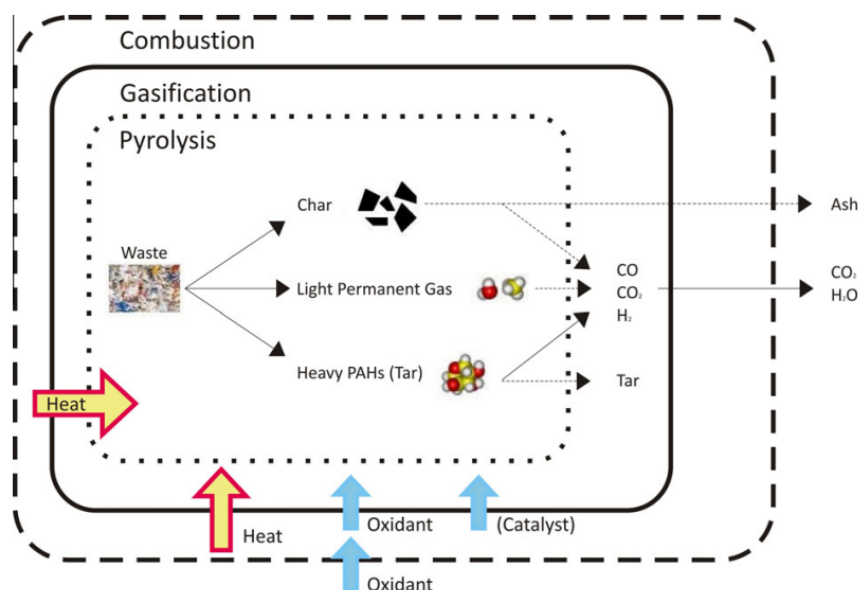 Combustion
Gasification
Pyrolysis
Char
Ash
Waste
Light Permanent Gas
CO
CO₂
H₂
CO₂
H₂O
Heavy PAHs (Tar)
Tar
Heat
Heat
Oxidant
(Catalyst)
Oxidant